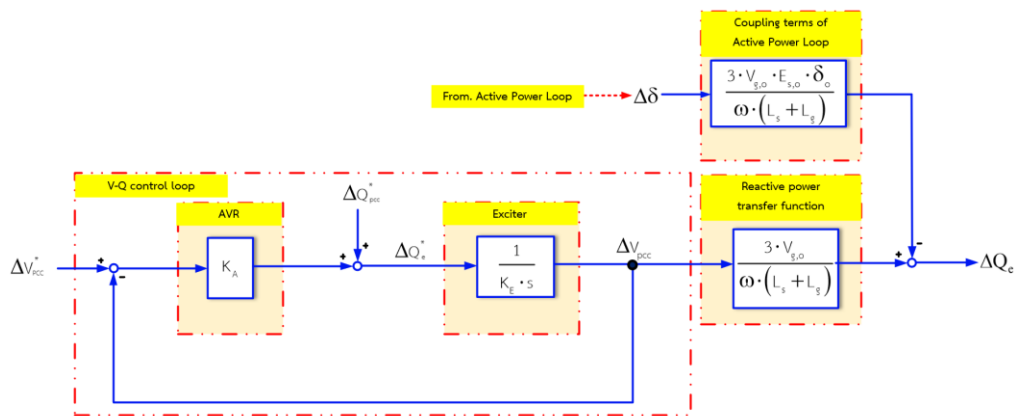 Coupling terms of
Active Power Loop
3·V_g,o·E_s,o·δ_o
ω·(L_s+L_g)
From. Active Power Loop
Δδ
V-Q control loop
AVR
ΔQ*_pcc
Exciter
Reactive power
transfer function
ΔV*_pcc
+
-
K_A
+
+
ΔQ*_e
1
K_E·s
ΔV_pcc
3·V_g,o
ω·(L_s+L_g)
-
+
ΔQ_e